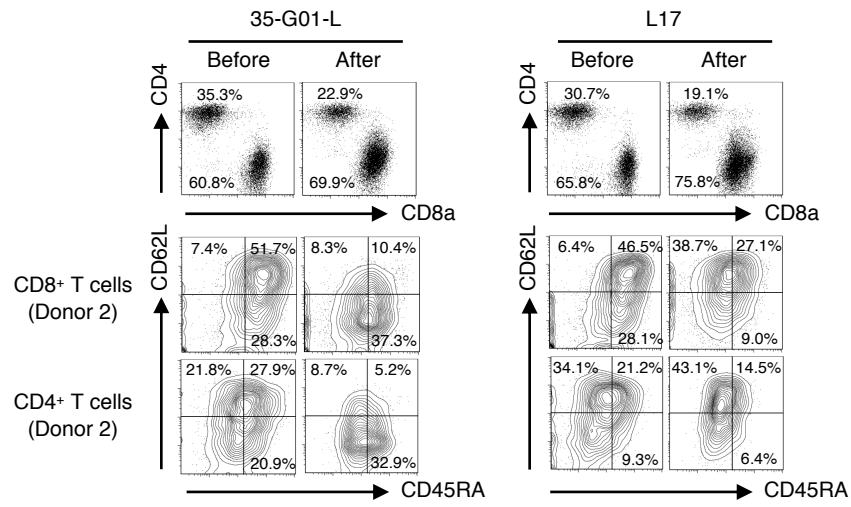 35-G01-L L17
Before After Before After
CD4 35.3% 22.9% CD4 30.7% 19.1%
60.8% 69.9% 65.8% 75.8%
CD8a CD8a
CD62L 7.4% 51.7% 8.3% 10.4% CD62L 6.4% 46.5% 38.7% 27.1%
CD8+ T cells
(Donor 2)
28.3% 37.3% 28.1% 9.0%
21.8% 27.9% 8.7% 5.2% 34.1% 21.2% 43.1% 14.5%
CD4+ T cells
(Donor 2)
20.9% 32.9% 9.3% 6.4%
CD45RA CD45RA